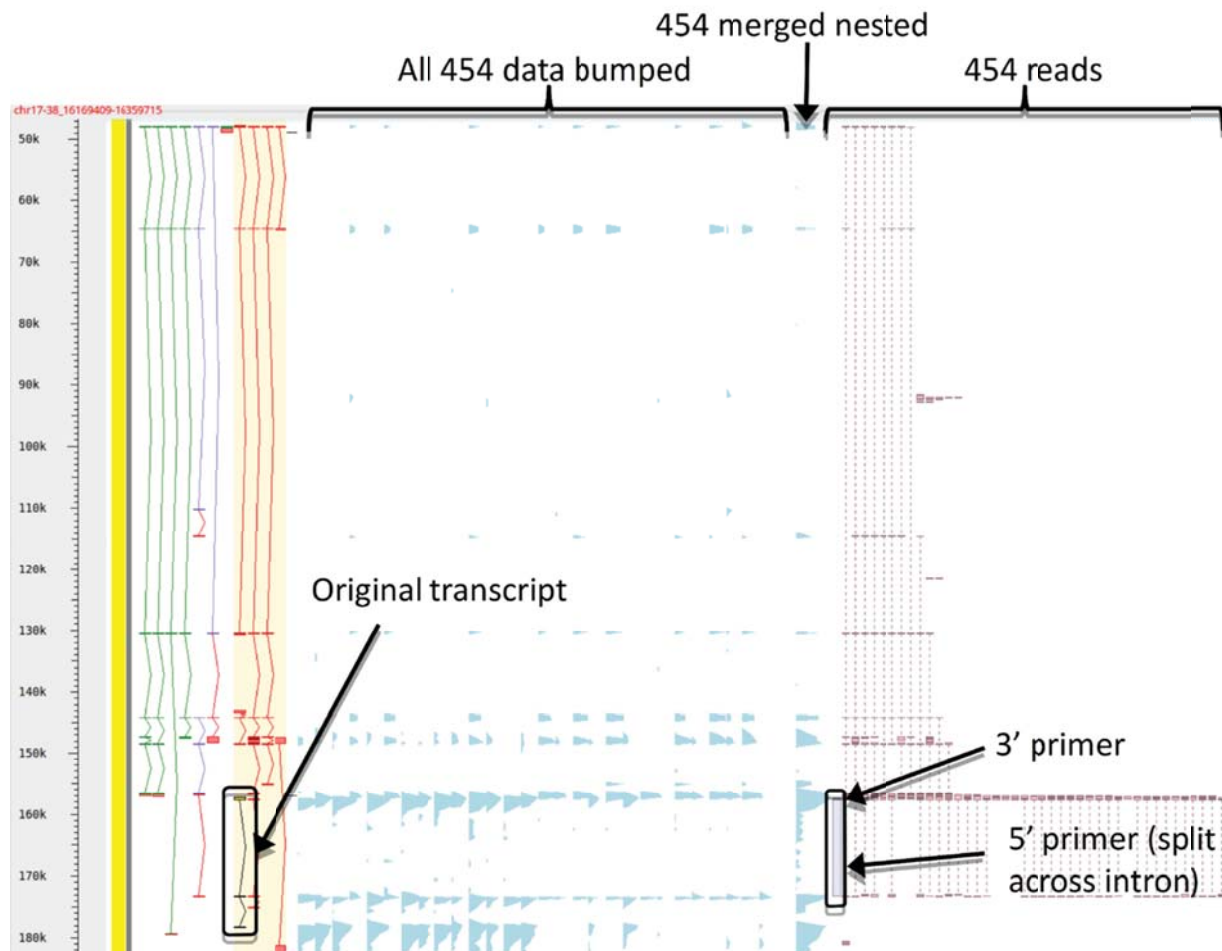 454 merged nested
All 454 data bumped
454 reads
chr17-38_16169409-16359715
50k
60k
70k
80k
90k
100k
110k
Original transcript
120k
130k
140k
150k
3’ primer
160k
5’ primer (split
across intron)
170k
180k